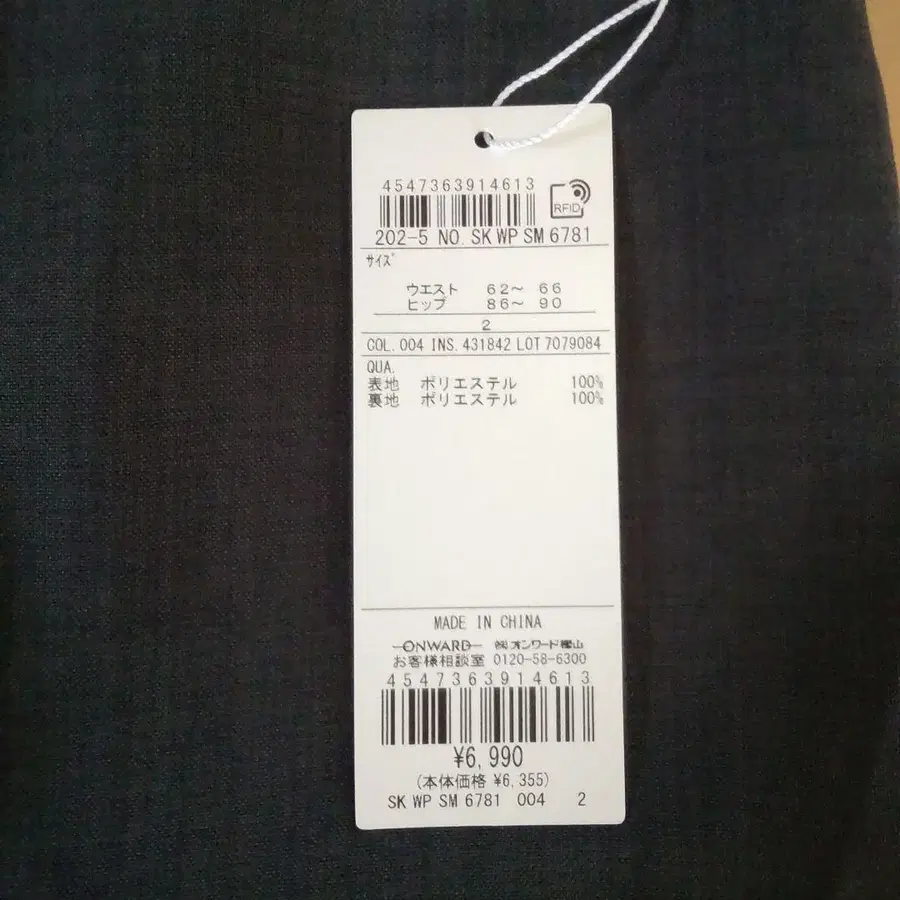 4547363914613
RFID
202-5 NO. SK WP SM 6781
サイズ
ウエスト 62～ 66
ヒップ 86～ 90
2
COL. 004 INS. 431842 LOT 7079084
QUA.
表地 ポリエステル 100%
裏地 ポリエステル 100%
MADE IN CHINA
ONWARD ㈱オンワード樫山
お客様相談室 0120-58-6300
4547363914613
¥6,990
(本体価格 ¥6,355)
SK WP SM 6781 004 2